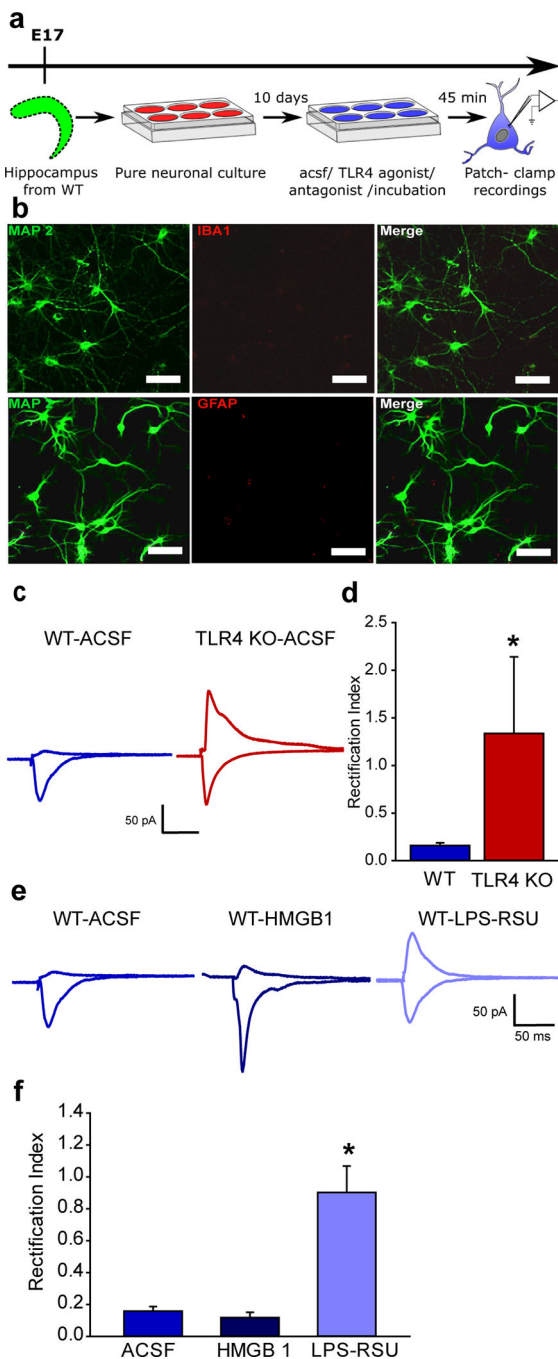 a
E17
10 days
45 min
Hippocampus
from WT
Pure neuronal culture
acsf/ TLR4 agonist/
antagonist /incubation
Patch- clamp
recordings
b
MAP 2
IBA1
Merge
MAP 2
GFAP
Merge
c
WT-ACSF
TLR4 KO-ACSF
50 pA
d
Rectification Index
2.5
2.0
1.5
1.0
0.5
0.0
*
WT
TLR4 KO
e
WT-ACSF
WT-HMGB1
WT-LPS-RSU
50 pA
50 ms
f
Rectification Index
1.4
1.2
1.0
0.8
0.6
0.4
0.2
0.0
*
ACSF
HMGB 1
LPS-RSU